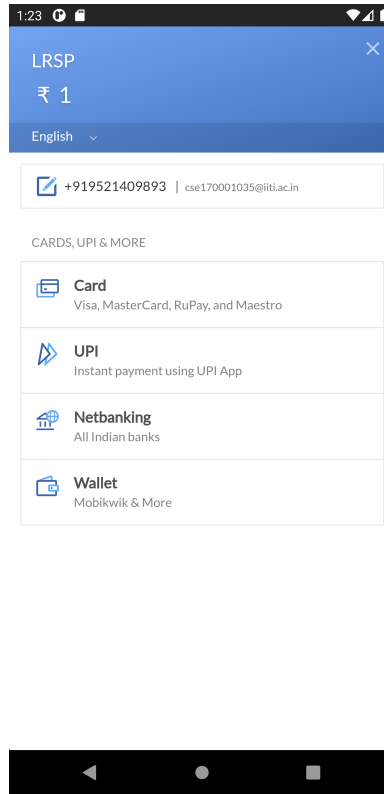 1:23
LRSP
₹ 1
English
+919521409893 | cse170001035@iiti.ac.in
CARDS, UPI & MORE
Card
Visa, MasterCard, RuPay, and Maestro
UPI
Instant payment using UPI App
Netbanking
All Indian banks
Wallet
Mobikwik & More